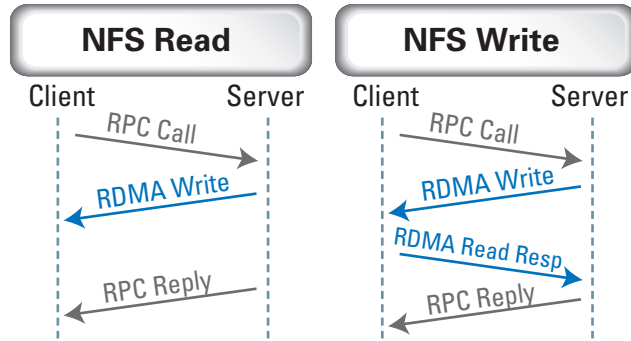 NFS Read
NFS Write
Client Server
Client Server
RPC Call
RPC Call
RDMA Write
RDMA Write
RDMA Read Resp
RPC Reply
RPC Reply